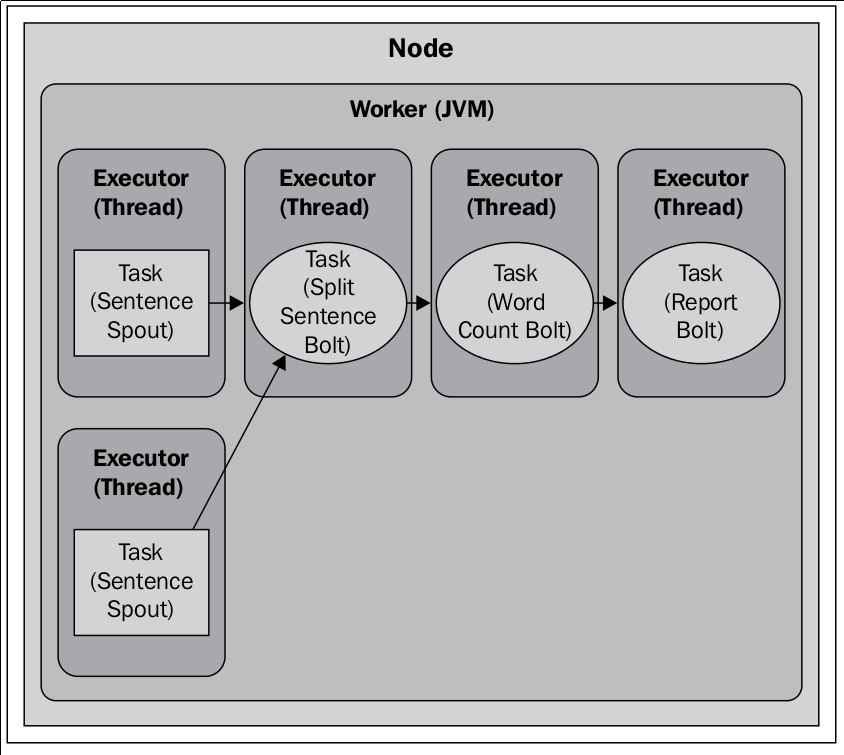 Node
Worker (JVM)
Executor
(Thread)
Task
(Sentence
Spout)
Executor
(Thread)
Task
(Split
Sentence
Bolt)
Executor
(Thread)
Task
(Word
Count Bolt)
Executor
(Thread)
Task
(Report
Bolt)
Executor
(Thread)
Task
(Sentence
Spout)